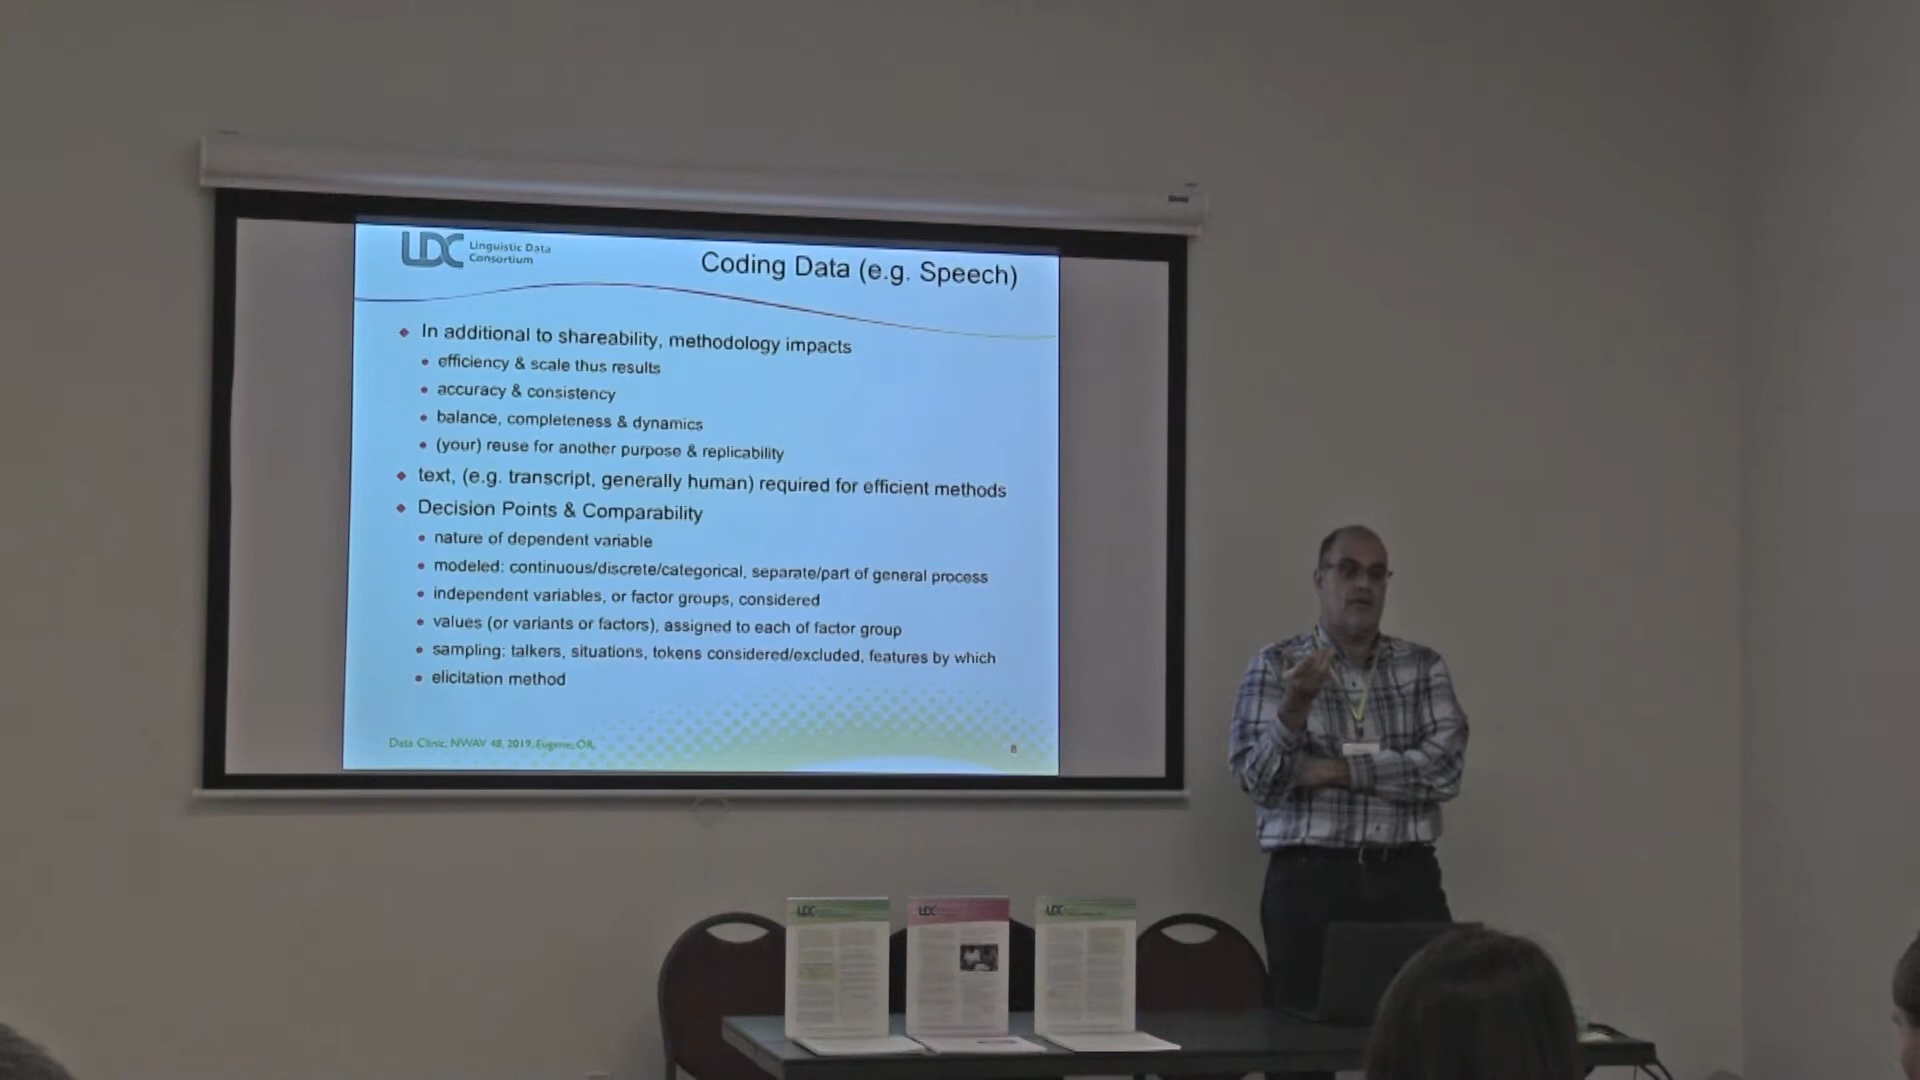 LDC Linguistic Data
Consortium
Coding Data (e.g. Speech)
In additional to shareability, methodology impacts
efficiency & scale thus results
accuracy & consistency
balance, completeness & dynamics
(your) reuse for another purpose & replicability
text, (e.g. transcript, generally human) required for efficient methods
Decision Points & Comparability
nature of dependent variable
modeled: continuous/discrete/categorical, separate/part of general process
independent variables, or factor groups, considered
values (or variants or factors), assigned to each of factor group
sampling: talkers, situations, tokens considered/excluded, features by which
elicitation method
Data Clinic, NWAV 48, 2019, Eugene, OR,
8
LDC
LDC
LDC